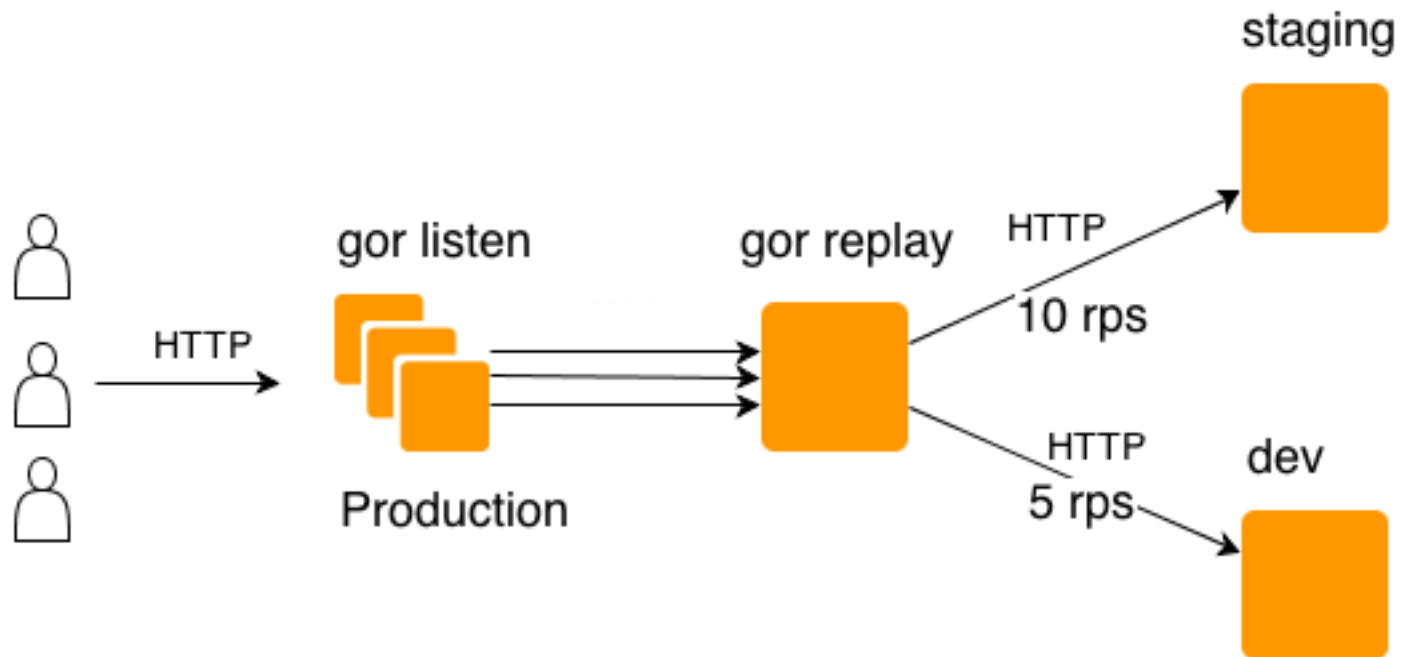 staging
gor listen
gor replay
HTTP
10 rps
HTTP
Production
HTTP
5 rps
dev